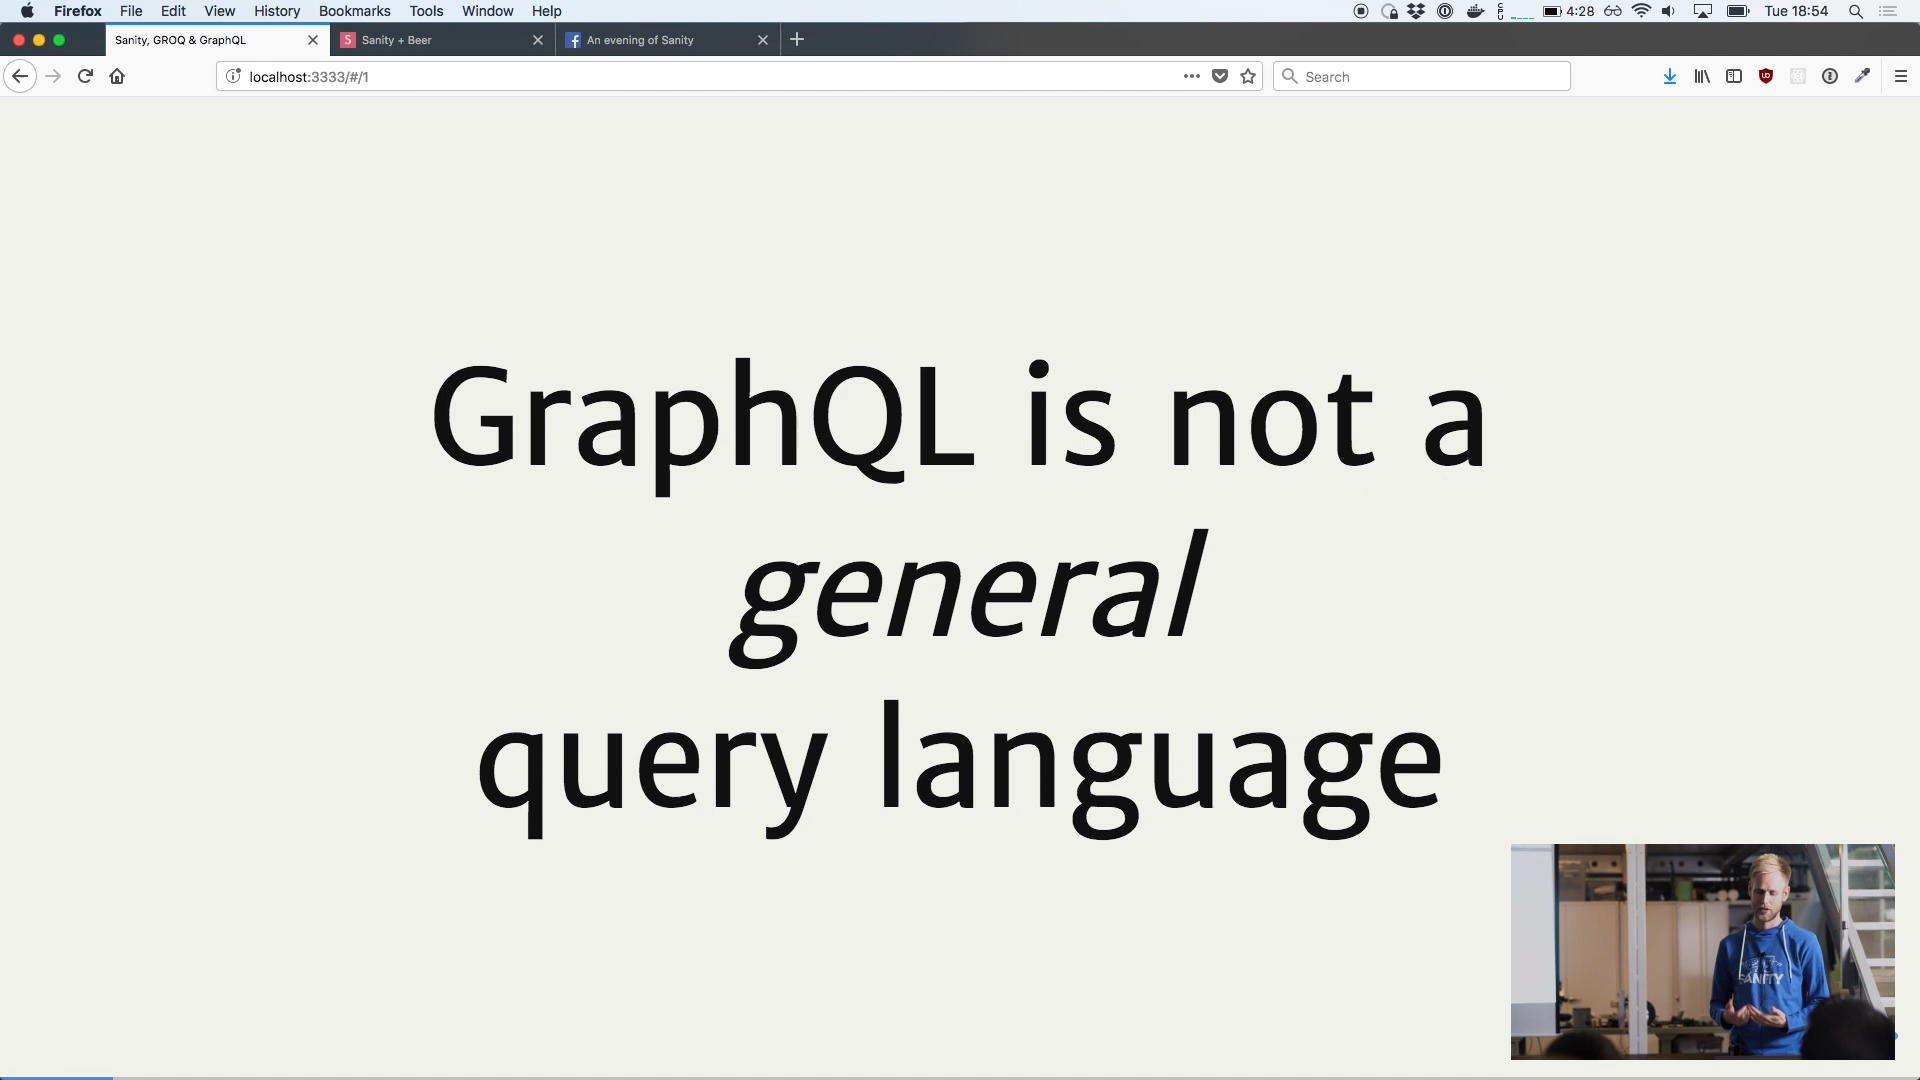 Firefox File Edit View History Bookmarks Tools Window Help
CPU 4:28 Tue 18:54
Sanity, GROQ & GraphQL
S Sanity + Beer
f An evening of Sanity
localhost:3333/#/1
Search
GraphQL is not a
general
query language
SANITY